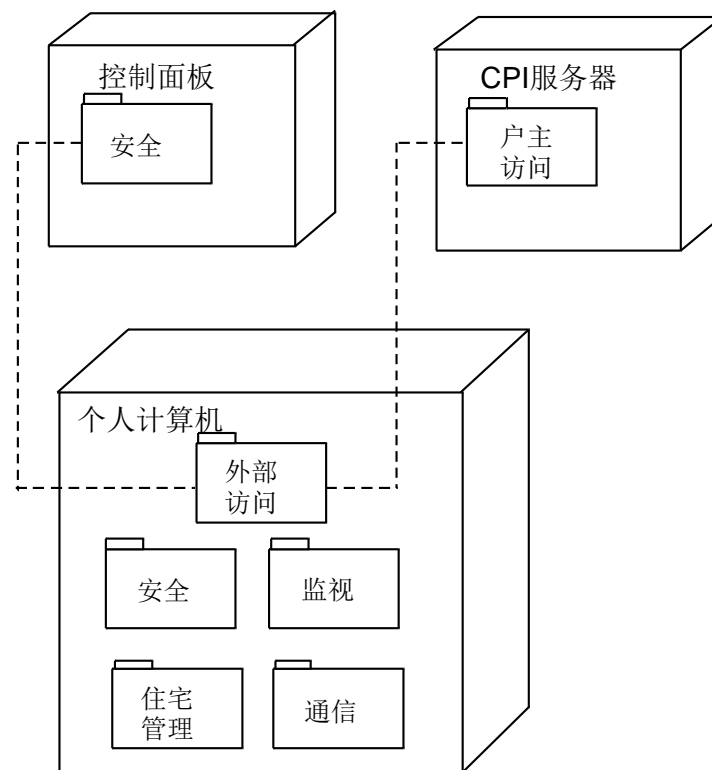 控制面板
安全
CPI服务器
户主
访问
个人计算机
外部
访问
安全
监视
住宅
管理
通信